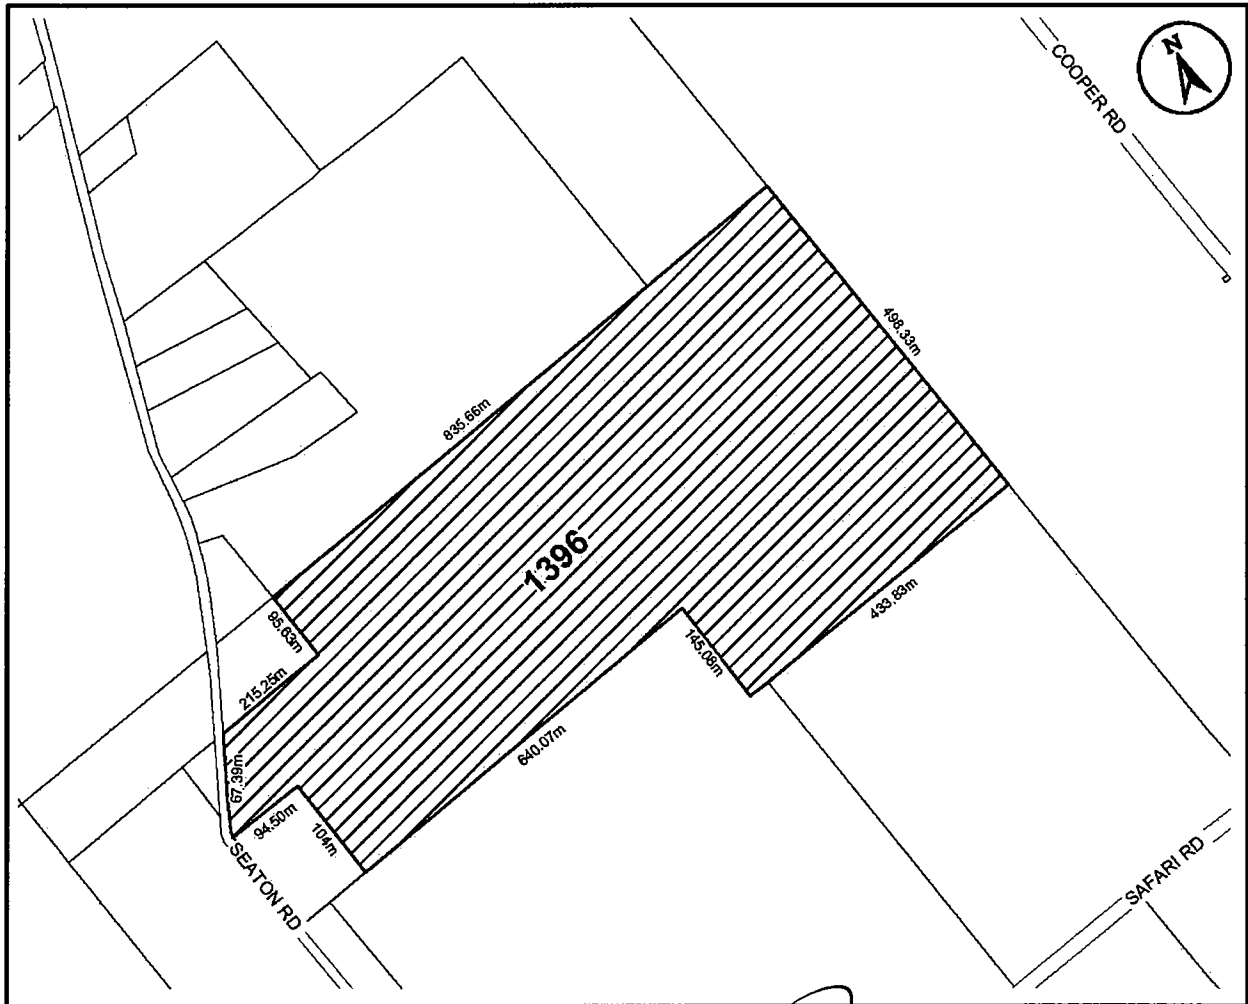 N
COOPER RD
498.33m
835.66m
1396
95.63m
433.83m
145.08m
215.25m
640.07m
67.39m
94.50m
104m
SEATON RD
SAFARI RD